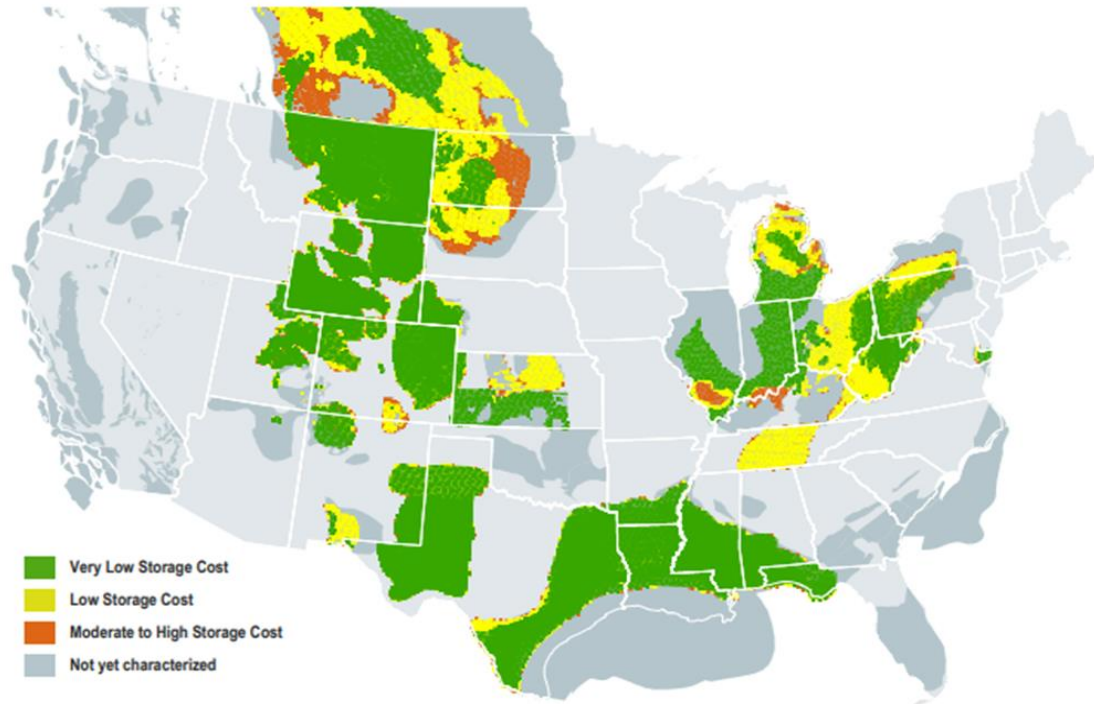 Very Low Storage Cost
Low Storage Cost
Moderate to High Storage Cost
Not yet characterized